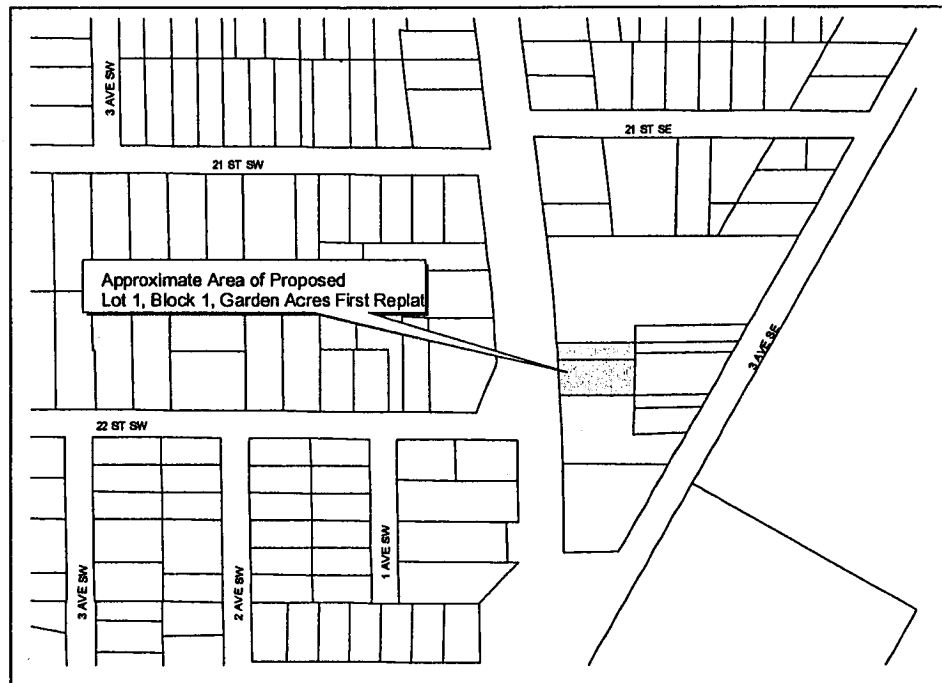 3 AVE SW
21 ST SE
21 ST SW
Approximate Area of Proposed
Lot 1, Block 1, Garden Acres First Replat
3 AVE SE
22 ST SW
3 AVE SW
2 AVE SW
1 AVE SW